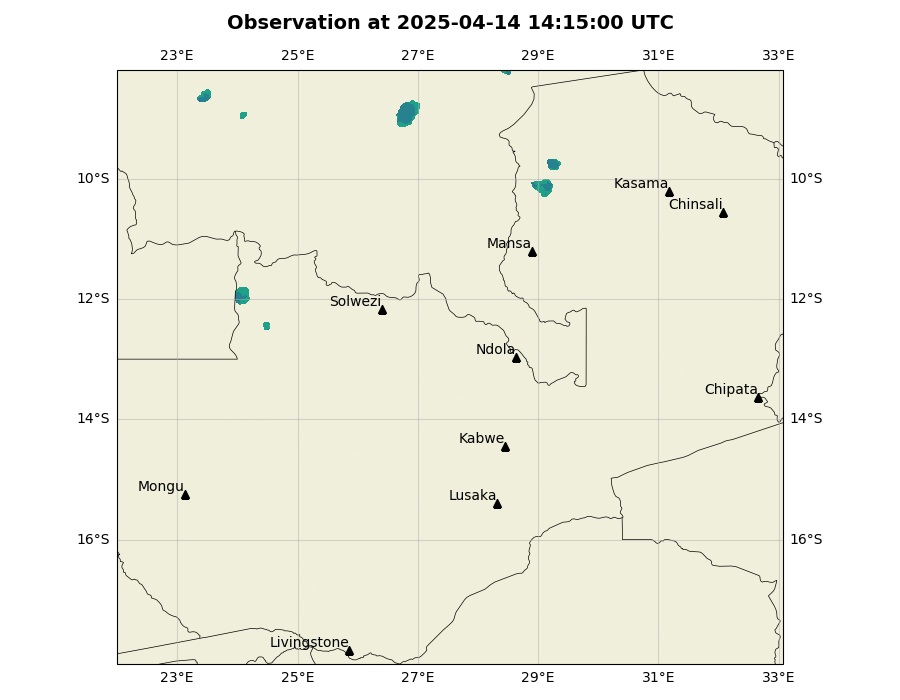 Observation at 2025-04-14 14:15:00 UTC
23°E 25°E 27°E 29°E 31°E 33°E
10°S 10°S
Kasama
Chinsali
Mansa
12°S 12°S
Solwezi
Ndola
Chipata
14°S 14°S
Kabwe
Mongu
Lusaka
16°S 16°S
Livingstone
23°E 25°E 27°E 29°E 31°E 33°E